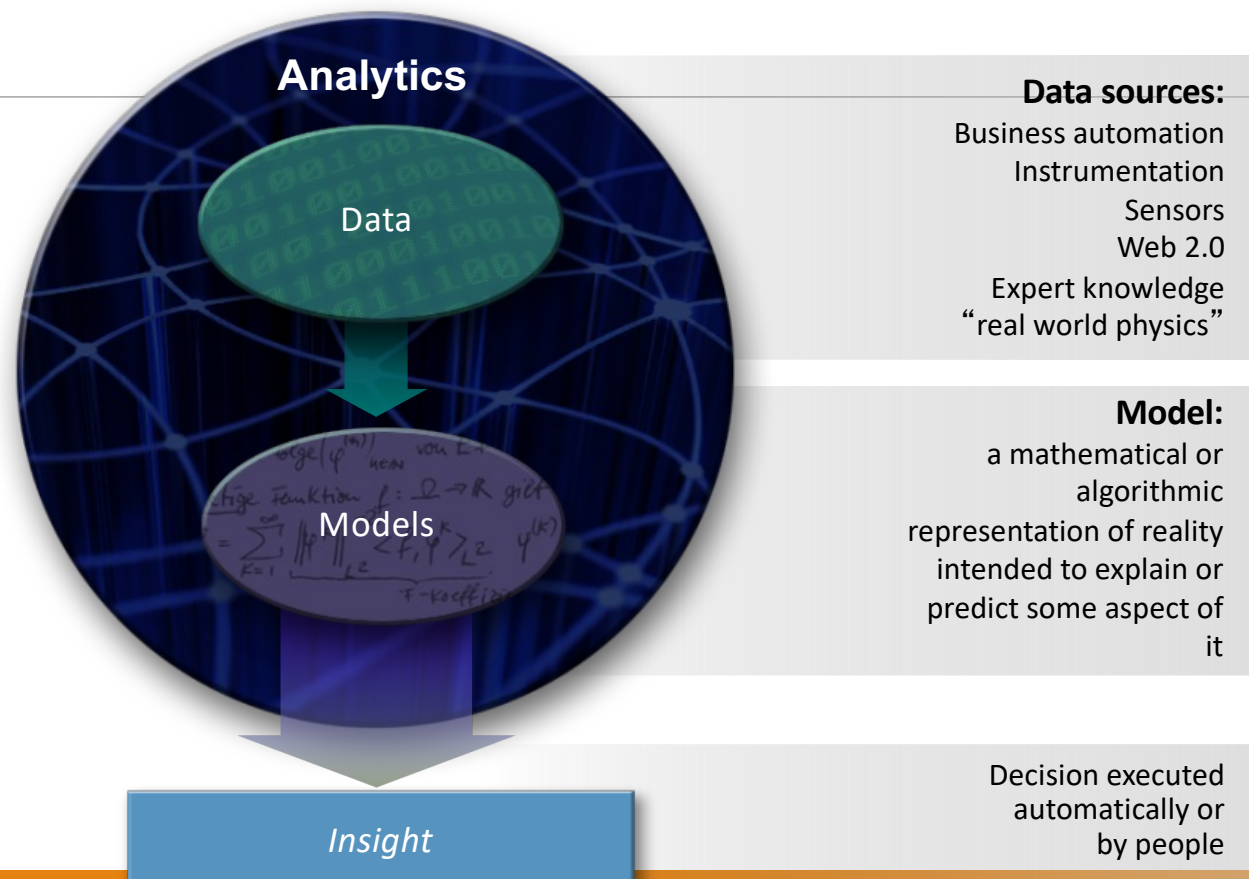 Analytics
Data
Models
Insight
Data sources:
Business automation
Instrumentation
Sensors
Web 2.0
Expert knowledge
“real world physics”
Model:
a mathematical or
algorithmic
representation of reality
intended to explain or
predict some aspect of
it
Decision executed
automatically or
by people